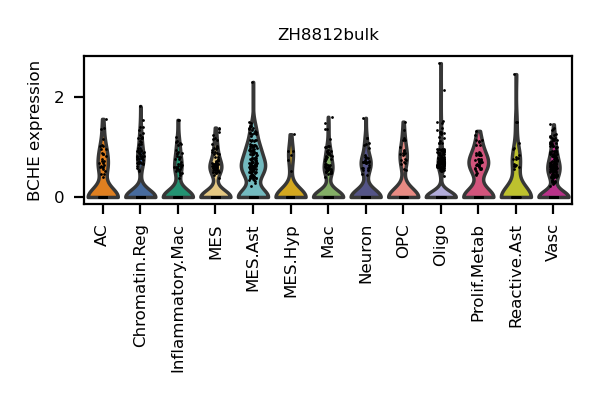 ZH8812bulk
BCHE expression
2
0
AC
Chromatin.Reg
Inflammatory.Mac
MES
MES.Ast
MES.Hyp
Mac
Neuron
OPC
Oligo
Prolif.Metab
Reactive.Ast
Vasc